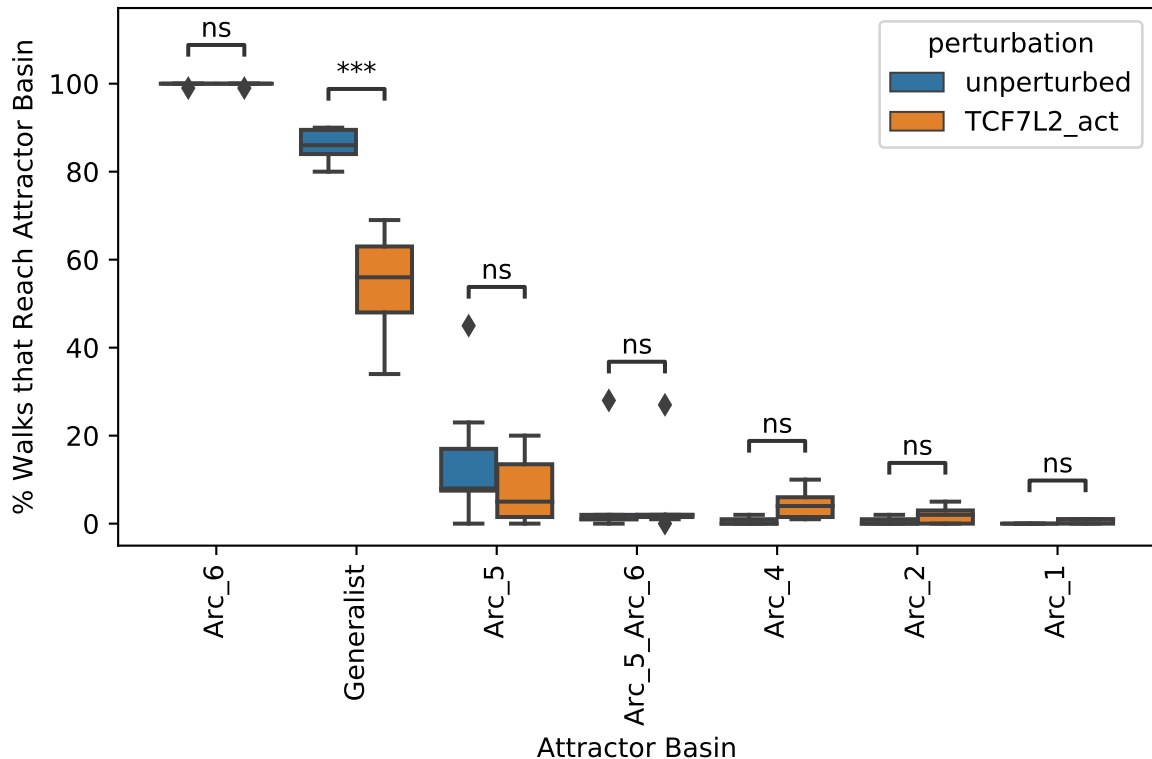 ns
***
ns
ns
ns
ns
ns
perturbation
unperturbed
TCF7L2_act
% Walks that Reach Attractor Basin
100
80
60
40
20
0
Arc_6
Generalist
Arc_5
Arc_5_Arc_6
Arc_4
Arc_2
Arc_1
Attractor Basin